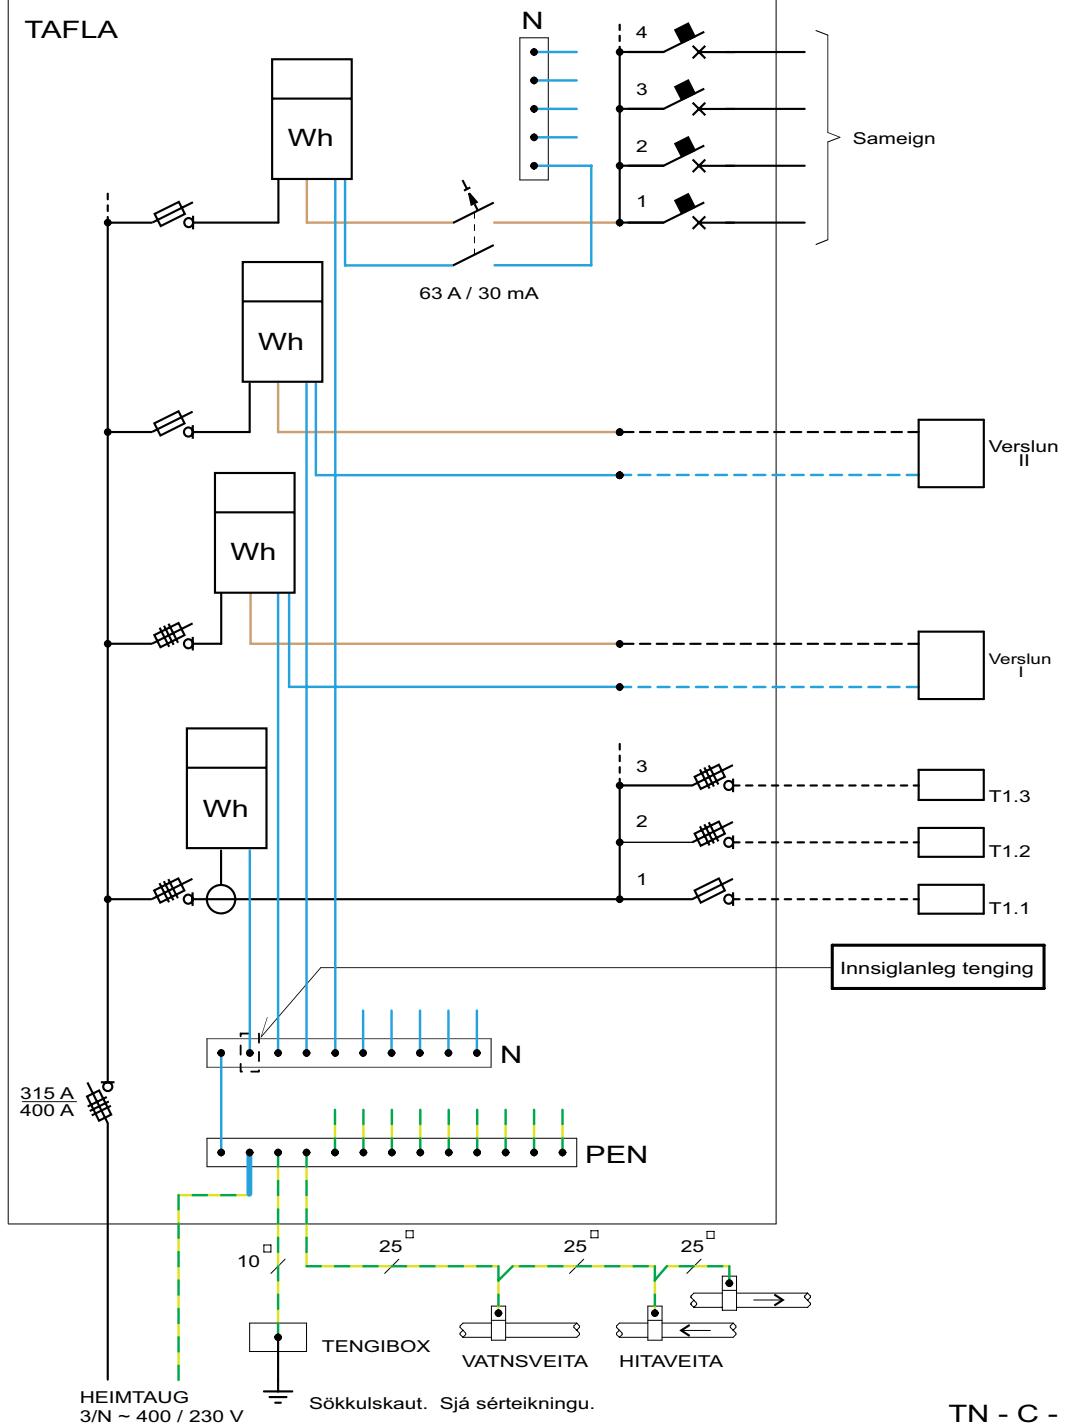 TAFLA
N
4
3
2
1
Sameign
Wh
63 A / 30 mA
Wh
Verslun
II
Wh
Verslun
I
Wh
3
T1.3
2
T1.2
1
T1.1
Innsiglanleg tenging
N
315 A
400 A
PEN
10 □
25 □
25 □
25 □
TENGIBOX
VATNSVEITA
HITAVEITA
HEIMTAUG
3/N ~ 400 / 230 V
Sökkulskaut. Sjá sérteikningu.
TN - C -